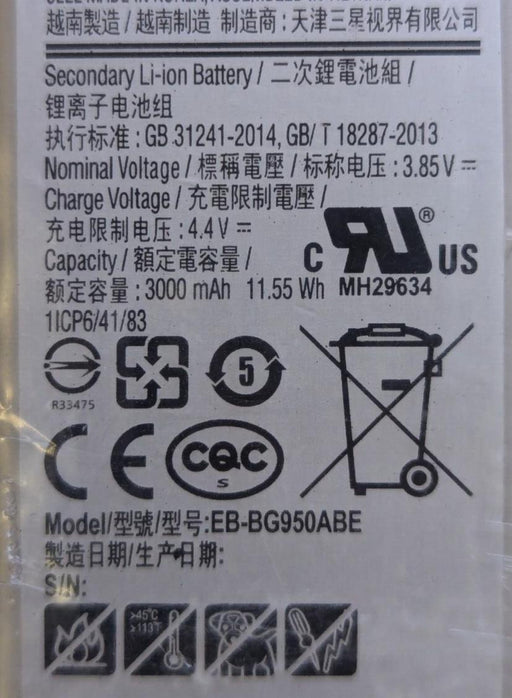 越南製造 / 越南制造 制造商 : 天津三星视界有限公司
Secondary Li-ion Battery / 二次鋰電池組 /
锂离子电池组
执行标准 : GB 31241-2014, GB/ T 18287-2013
Nominal Voltage / 標稱電壓 / 标称电压 : 3.85V ⎓
Charge Voltage / 充電限制電壓 /
充电限制电压 : 4.4V ⎓
Capacity / 額定電容量 /
额定容量 : 3000 mAh 11.55 Wh
1ICP6/41/83
C RU ® US
MH29634
R33475
5
CE
CQC
S
Model/型號/型号:EB-BG950ABE
製造日期/生产日期:
S/N:
>45°C
>113°F